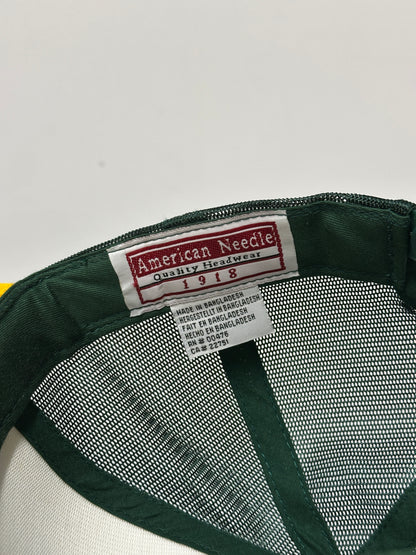 American Needle
Quality Headwear
1918
MADE IN BANGLADESH
HERGESTELLT IN BANGLADESH
FAIT EN BANGLADESH
HECHO EN BANGLADESH
RN # 00476
CA # 22751